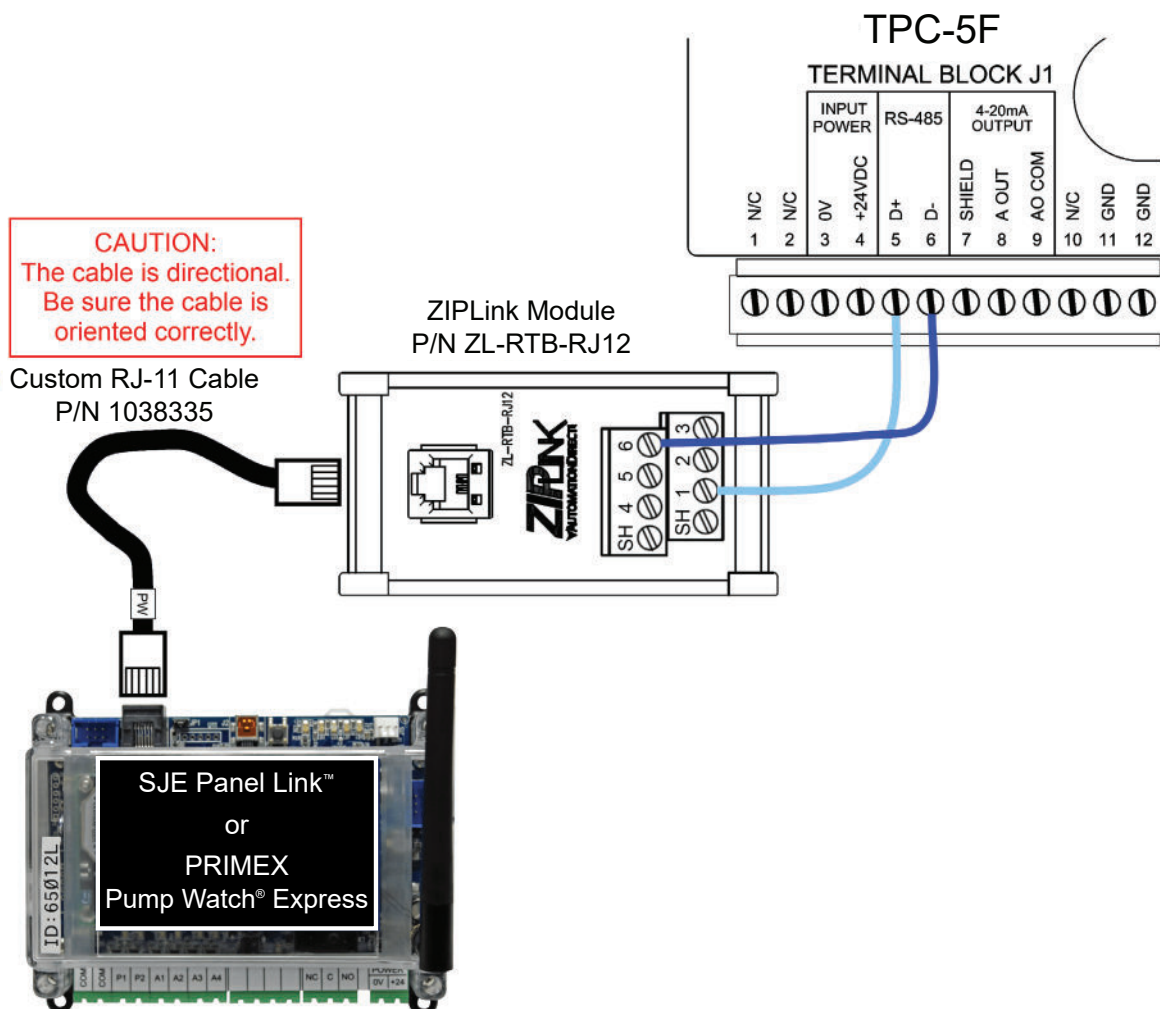 TPC-5F
TERMINAL BLOCK J1
INPUT
POWER
RS-485
4-20mA
OUTPUT
N/C
N/C
0V
+24VDC
D+
D-
SHIELD
A OUT
AO COM
N/C
GND
GND
1 2 3 4 5 6 7 8 9 10 11 12
CAUTION:
The cable is directional.
Be sure the cable is
oriented correctly.
Custom RJ-11 Cable
P/N 1038335
ZIPLink Module
P/N ZL-RTB-RJ12
ZL-RTB-RJ12
ZIPLINK
AUTOMATIONDIRECT
SH 4 5 6
SH 1 2 3
PW
SJE Panel Link™
or
PRIMEX
Pump Watch® Express
ID:65Ø12L
COM COM P1 P2 A1 A2 A3 A4 NC C NO
POWER
0V +24